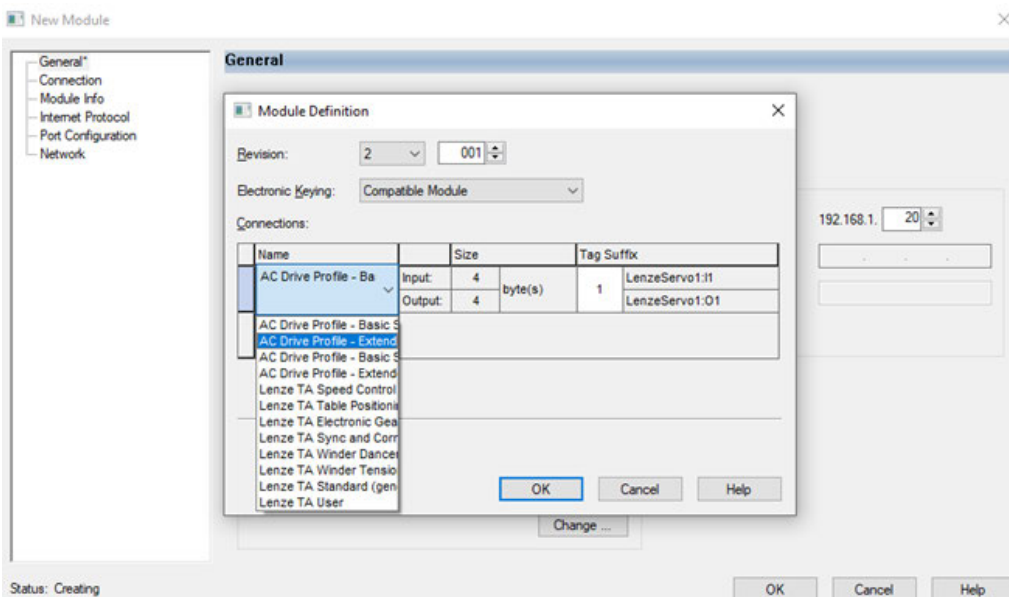 New Module
General*
Connection
Module Info
Internet Protocol
Port Configuration
Network
General
Module Definition
Revision: 2 001
Electronic Keying: Compatible Module
Connections:
Name Size Tag Suffix
AC Drive Profile - Ba Input: 4 byte(s) 1 LenzeServo1:I1
Output: 4 LenzeServo1:O1
AC Drive Profile - Basic S
AC Drive Profile - Extend
AC Drive Profile - Basic S
AC Drive Profile - Extend
Lenze TA Speed Control
Lenze TA Table Positioni
Lenze TA Electronic Gea
Lenze TA Sync and Corr
Lenze TA Winder Dancer
Lenze TA Winder Tensio
Lenze TA Standard (gen
Lenze TA User
OK Cancel Help
192.168.1. 20
Change ...
Status: Creating
OK Cancel Help